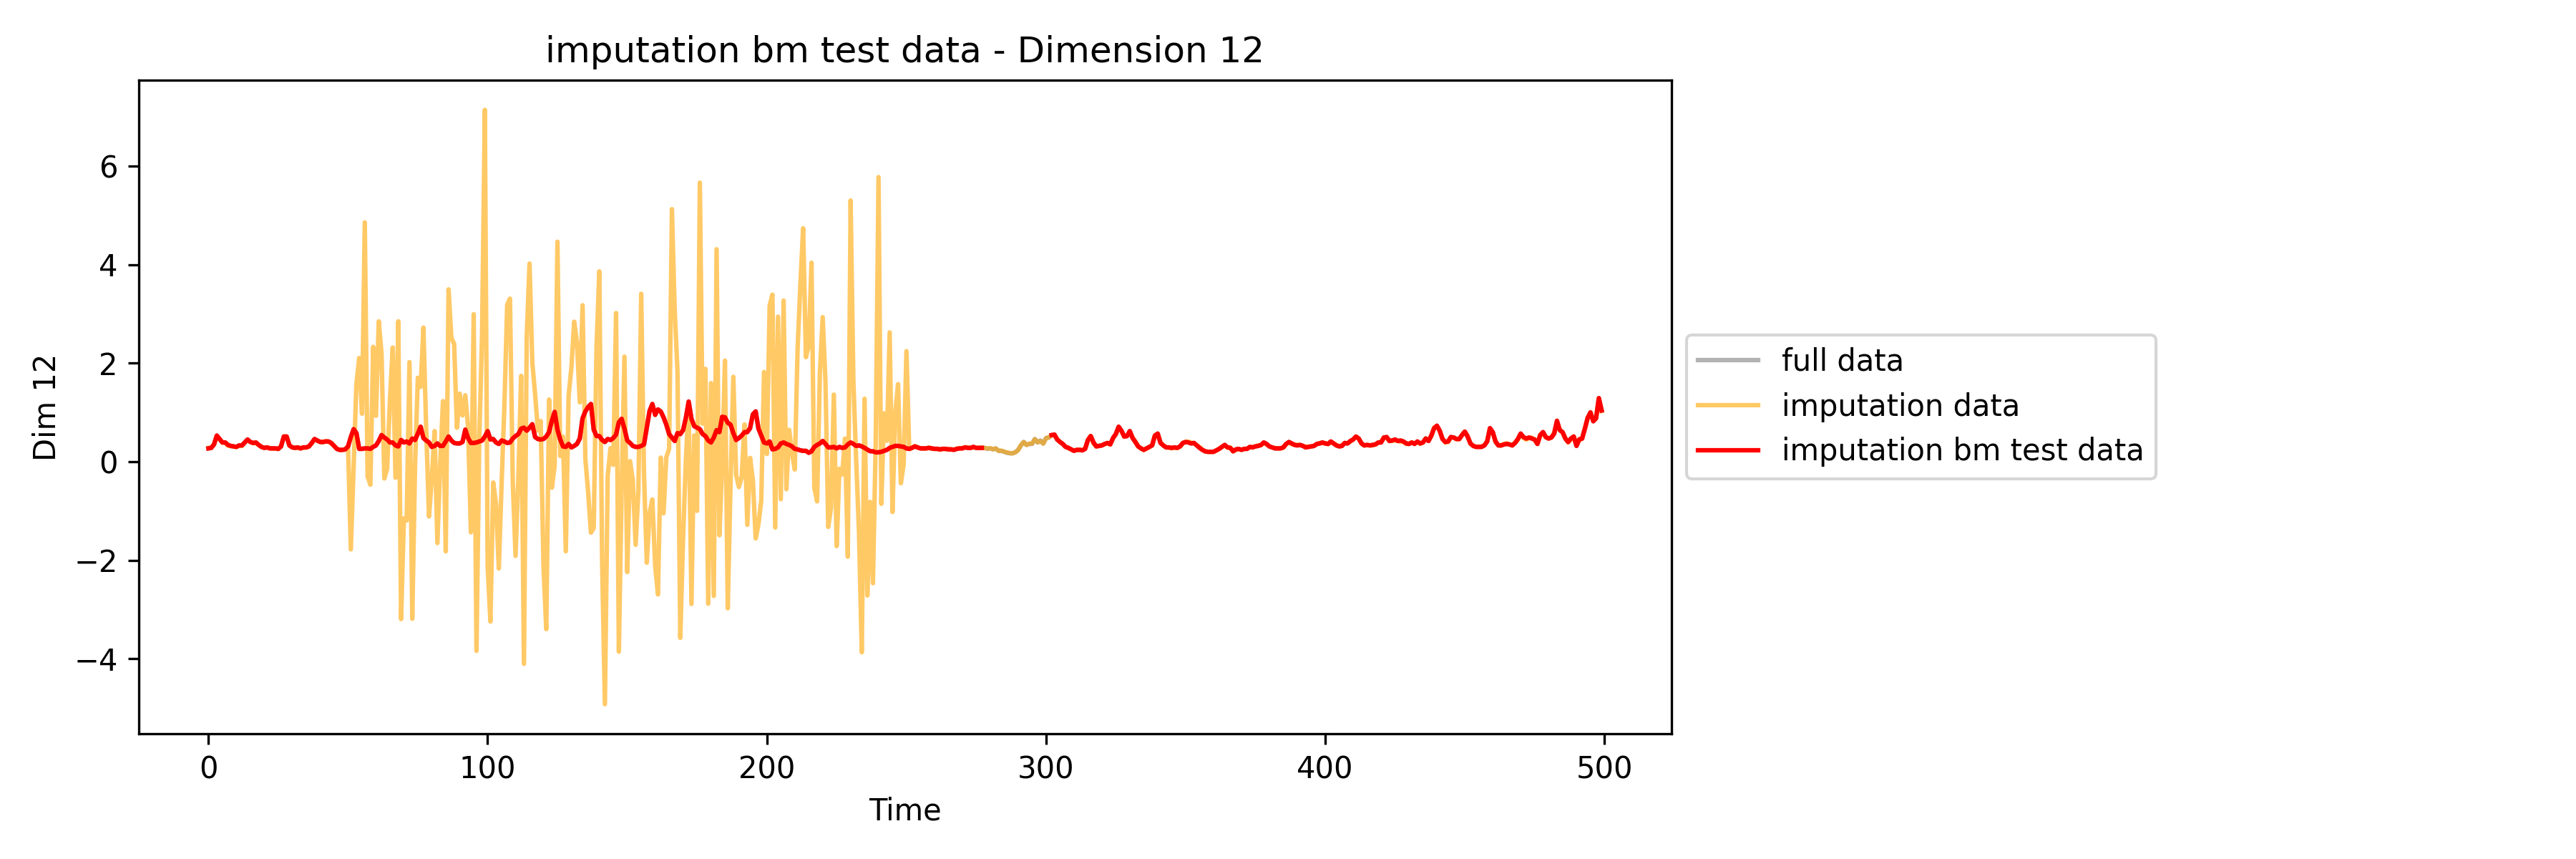 imputation bm test data - Dimension 12
Dim 12
6
4
2
0
−2
−4
0 100 200 300 400 500
Time
full data
imputation data
imputation bm test data